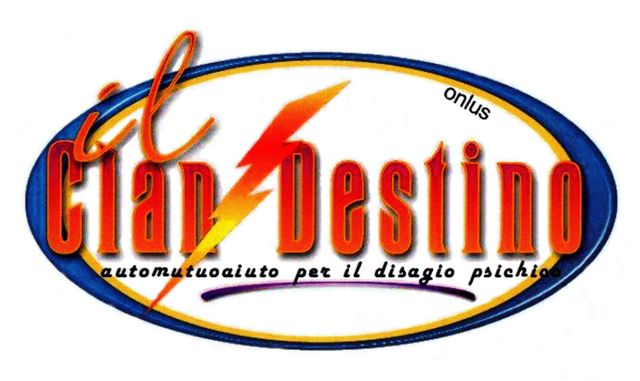 il
onlus
Clan Destino
automutuoaiuto per il disagio psichico